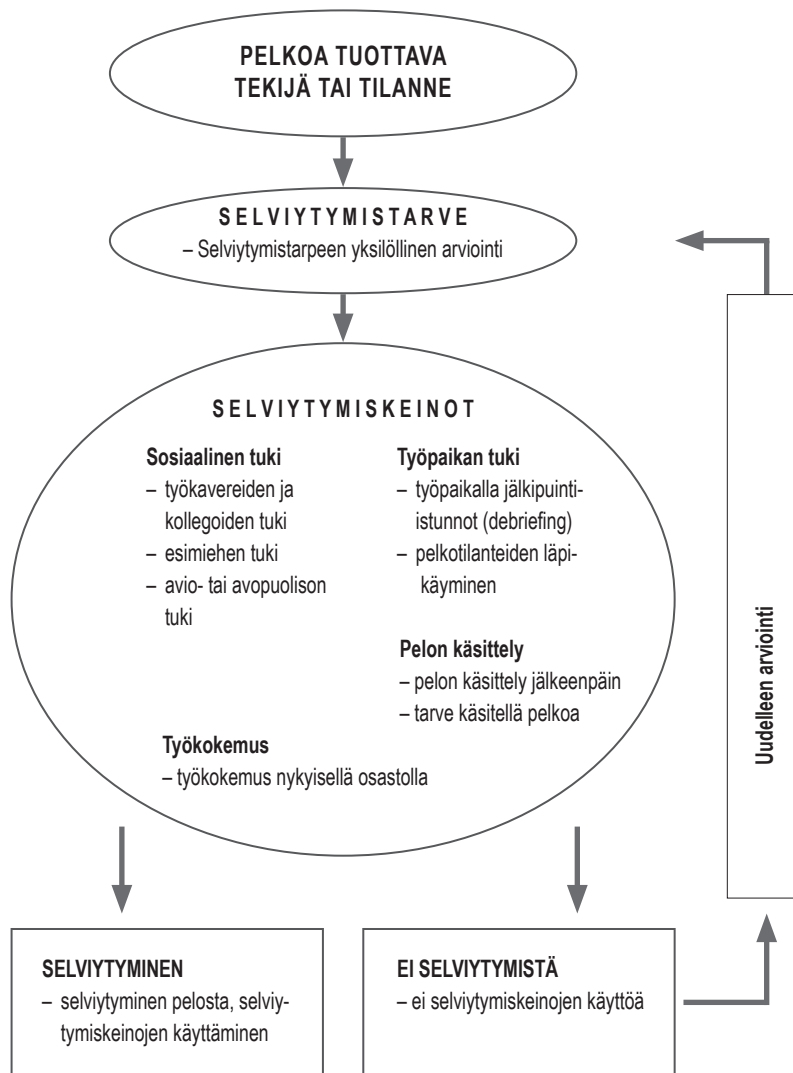 PELKOA TUOTTAVA
TEKIJÄ TAI TILANNE
SELVIYTYMISTARVE
– Selviytymistarpeen yksilöllinen arviointi
SELVIYTYMISKEINOT
Sosiaalinen tuki
– työkavereiden ja
kollegoiden tuki
– esimiehen tuki
– avio- tai avopuolison
tuki
Työpaikan tuki
– työpaikalla jälkipuinti-
istunnot (debriefing)
– pelkotilanteiden läpi-
käyminen
Pelon käsittely
– pelon käsittely jälkeenpäin
– tarve käsitellä pelkoa
Työkokemus
– työkokemus nykyisellä osastolla
SELVIYTYMINEN
– selviytyminen pelosta, selviy-
tymiskeinojen käyttäminen
EI SELVIYTYMISTÄ
– ei selviytymiskeinojen käyttöä
Uudelleen arviointi